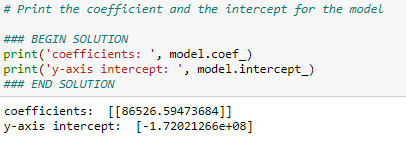 # Print the coefficient and the intercept for the model
### BEGIN SOLUTION
print('coefficients: ', model.coef_)
print('y-axis intercept: ', model.intercept_)
### END SOLUTION
coefficients:  [[86526.59473684]]
y-axis intercept:  [-1.72021266e+08]